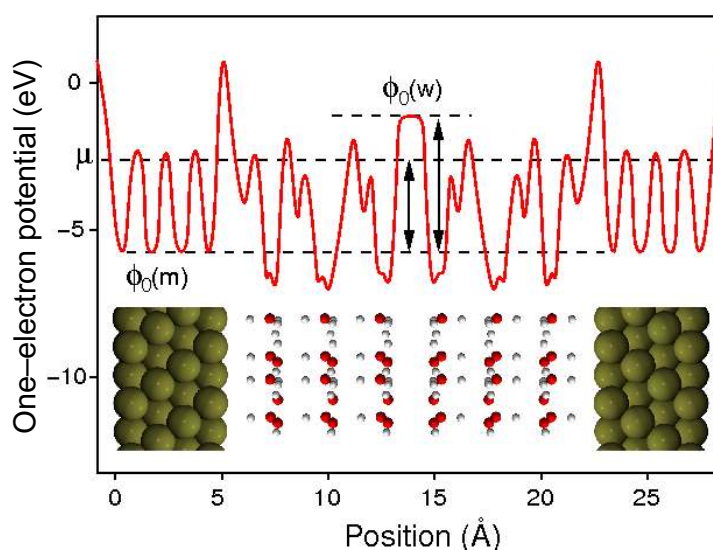 One–electron potential (eV)
0
μ
−5
−10
ϕ₀(w)
ϕ₀(m)
0 5 10 15 20 25
Position (Å)